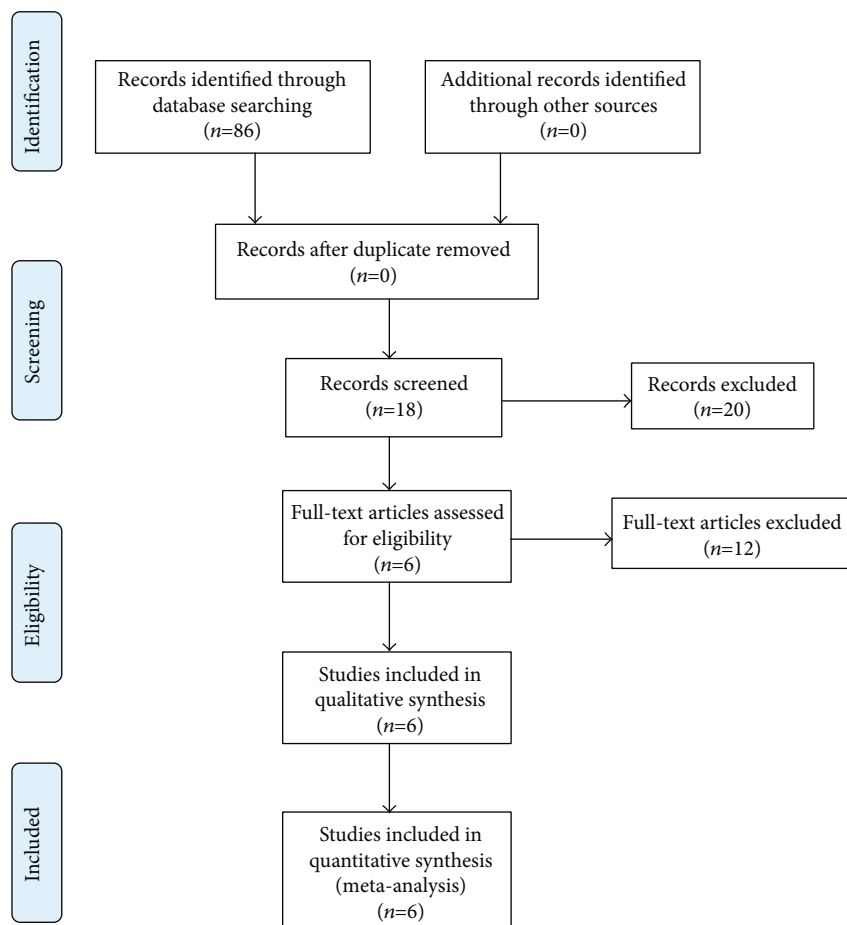 Identification
Records identified through
database searching
(n=86)
Additional records identified
through other sources
(n=0)
Records after duplicate removed
(n=0)
Screening
Records screened
(n=18)
Records excluded
(n=20)
Eligibility
Full-text articles assessed
for eligibility
(n=6)
Full-text articles excluded
(n=12)
Studies included in
qualitative synthesis
(n=6)
Included
Studies included in
quantitative synthesis
(meta-analysis)
(n=6)